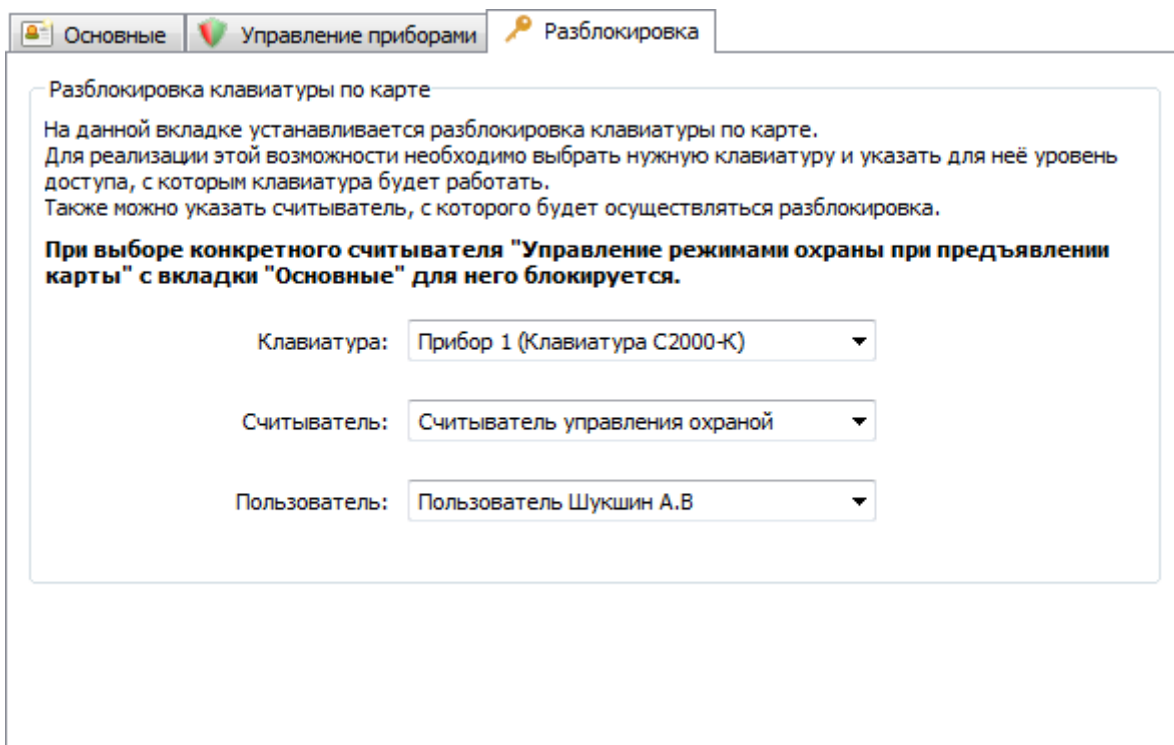 Основные
Управление приборами
Разблокировка
Разблокировка клавиатуры по карте
На данной вкладке устанавливается разблокировка клавиатуры по карте.
Для реализации этой возможности необходимо выбрать нужную клавиатуру и указать для неё уровень
доступа, с которым клавиатура будет работать.
Также можно указать считыватель, с которого будет осуществляться разблокировка.
При выборе конкретного считывателя "Управление режимами охраны при предъявлении
карты" с вкладки "Основные" для него блокируется.
Клавиатура: Прибор 1 (Клавиатура С2000-К)
Считыватель: Считыватель управления охраной
Пользователь: Пользователь Шукшин А.В